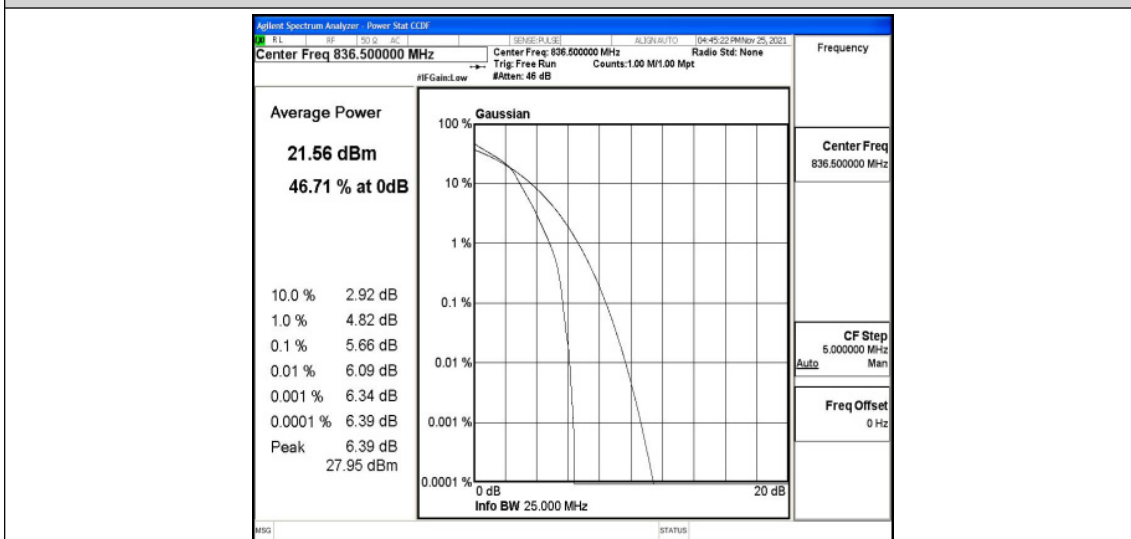 Agilent Spectrum Analyzer - Power Stat CCDF
RL RF 50 Ω AC SENSE:PULSE ALIGN AUTO 04:45:22 PM Nov 25, 2021
Center Freq 836.500000 MHz
Center Freq: 836.500000 MHz Radio Std: None
Trig: Free Run Counts:1.00 M/1.00 Mpt
#IFGain:Low #Atten: 46 dB
Frequency
Average Power
21.56 dBm
46.71 % at 0dB
10.0 % 2.92 dB
1.0 % 4.82 dB
0.1 % 5.66 dB
0.01 % 6.09 dB
0.001 % 6.34 dB
0.0001 % 6.39 dB
Peak 6.39 dB
27.95 dBm
Gaussian
100 %
10 %
1 %
0.1 %
0.01 %
0.001 %
0.0001 %
0 dB 20 dB
Info BW 25.000 MHz
Center Freq
836.500000 MHz
CF Step
5.000000 MHz
Auto Man
Freq Offset
0 Hz
MSG STATUS